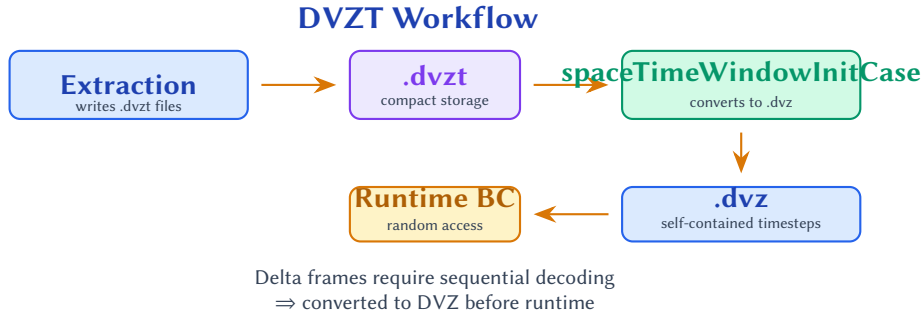 DVZT Workflow
Extraction
writes .dvzt files
.dvzt
compact storage
spaceTimeWindowInitCase
converts to .dvz
.dvz
self-contained timesteps
Runtime BC
random access
Delta frames require sequential decoding
⇒ converted to DVZ before runtime